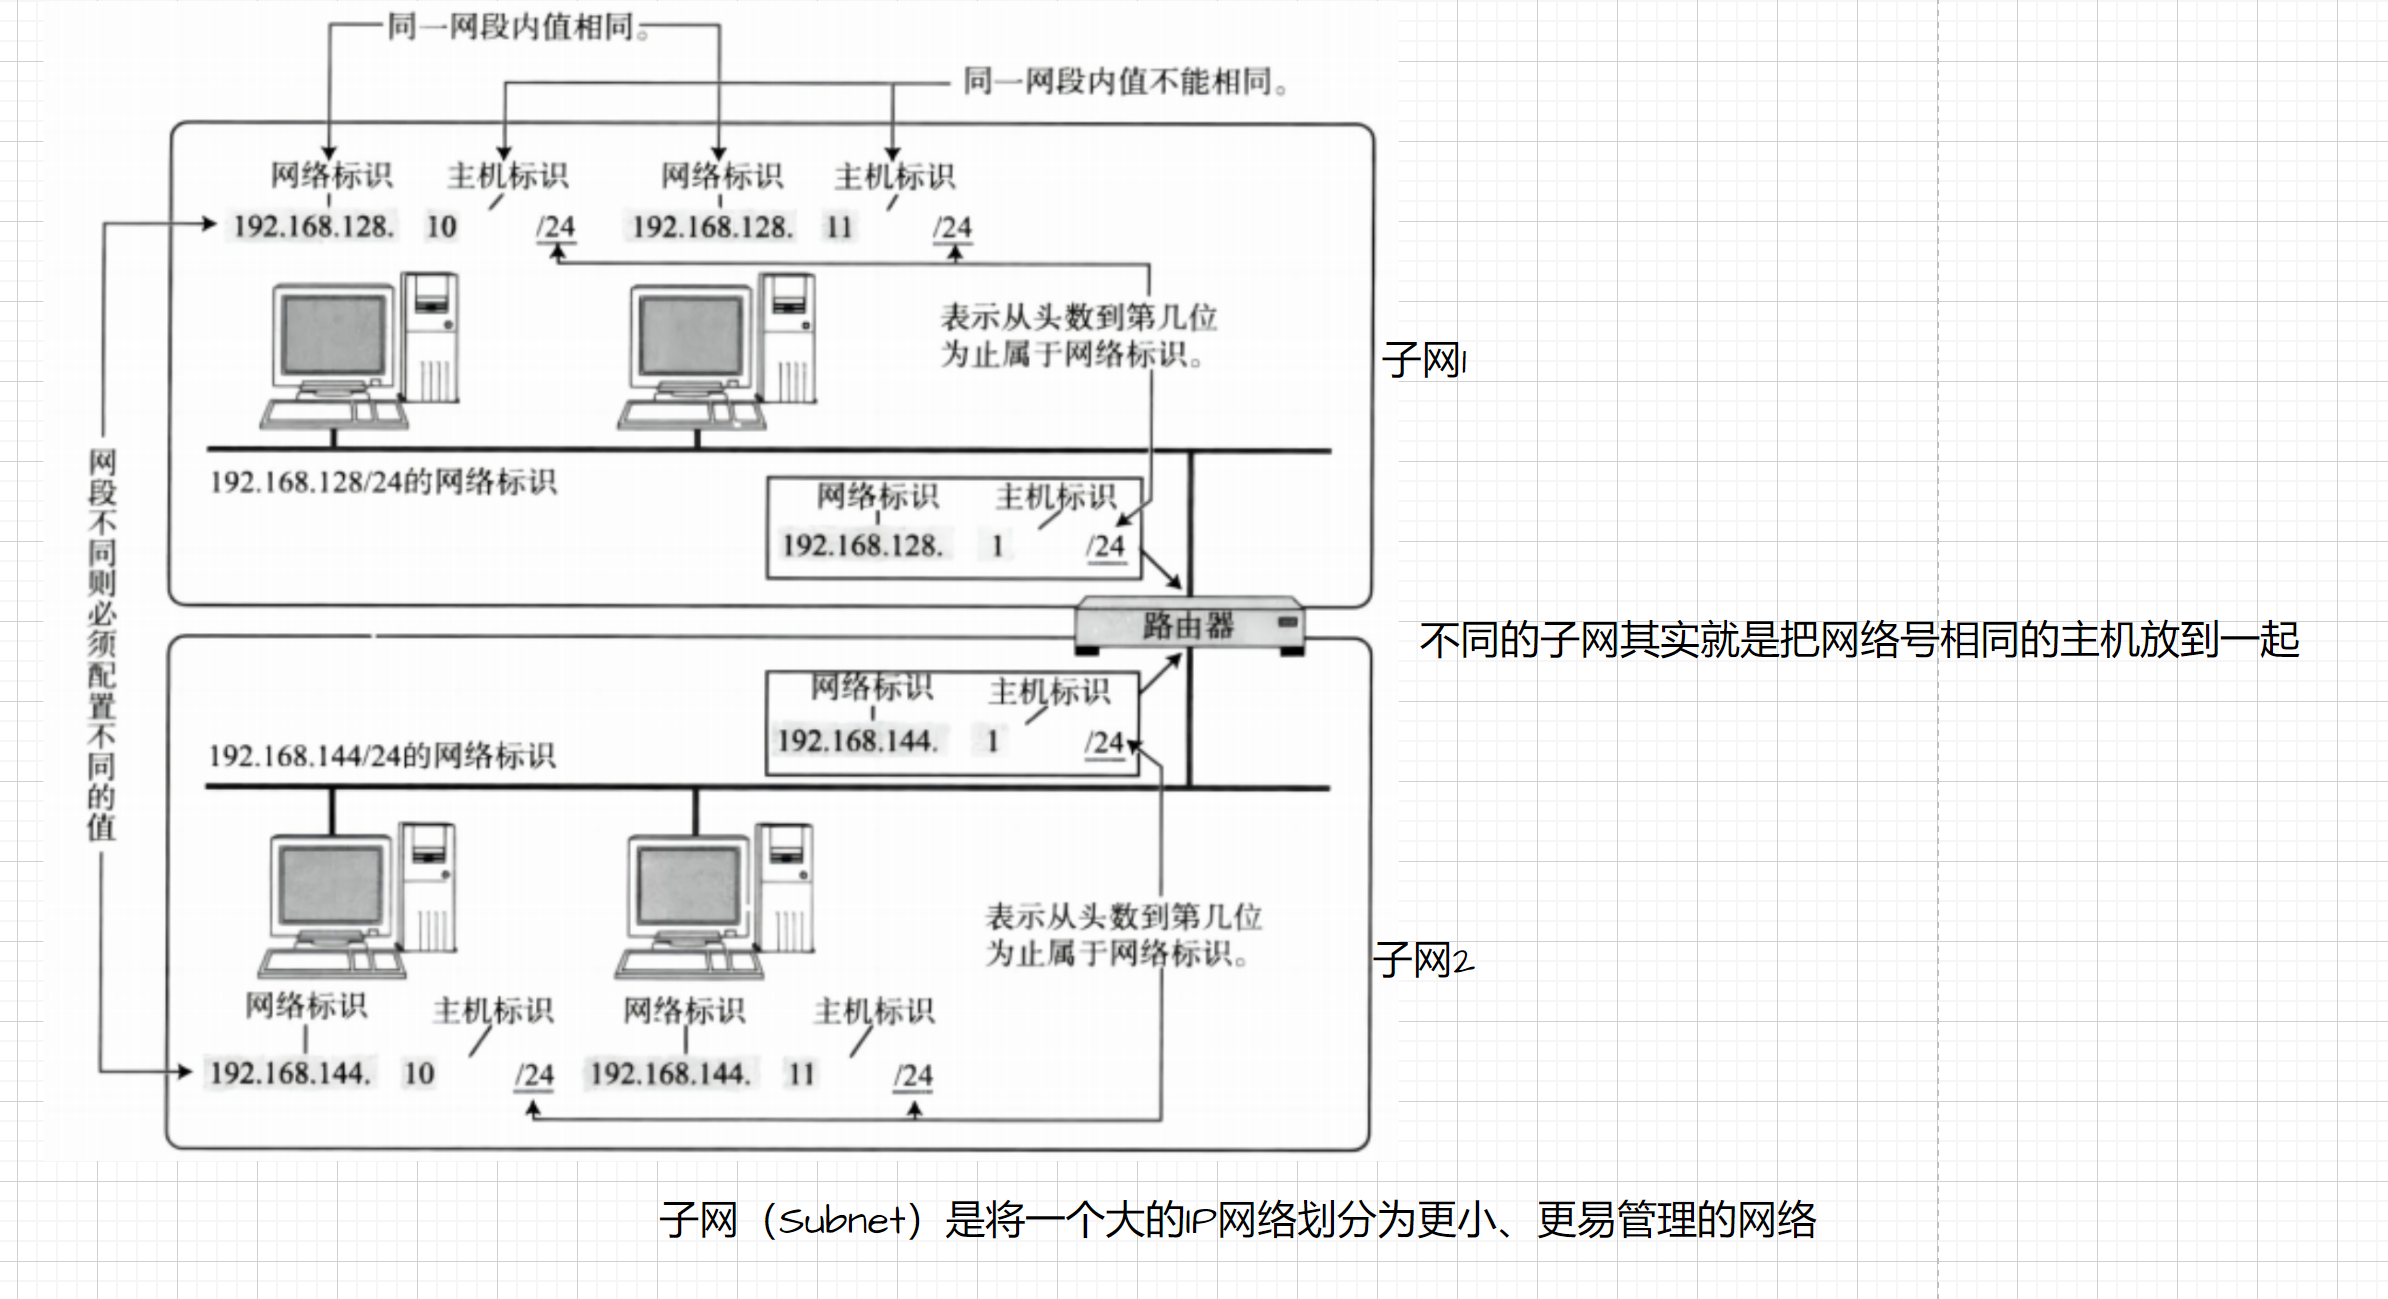 同一网段内值相同。
同一网段内值不能相同。
网络标识 主机标识 网络标识 主机标识
192.168.128. 10 /24 192.168.128. 11 /24
表示从头数到第几位
为止属于网络标识。
子网1
192.168.128/24的网络标识
网络标识 主机标识
192.168.128. 1 /24
网段不同则必须配置不同的值
路由器
不同的子网其实就是把网络号相同的主机放到一起
网络标识 主机标识
192.168.144. 1 /24
192.168.144/24的网络标识
表示从头数到第几位
为止属于网络标识。
子网2
网络标识 主机标识 网络标识 主机标识
192.168.144. 10 /24 192.168.144. 11 /24
子网（Subnet）是将一个大的IP网络划分为更小、更易管理的网络